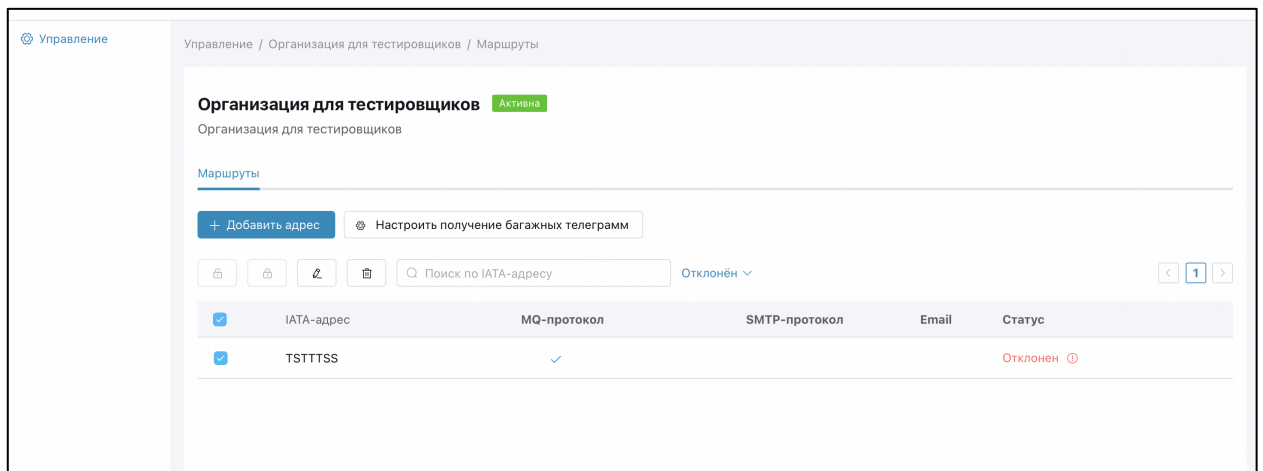 Управление
Управление / Организация для тестировщиков / Маршруты
Организация для тестировщиков Активна
Организация для тестировщиков
Маршруты
+ Добавить адрес Настроить получение багажных телеграмм
Поиск по IATA-адресу Отклонён 1
IATA-адрес MQ-протокол SMTP-протокол Email Статус
TSTTTSS Отклонен